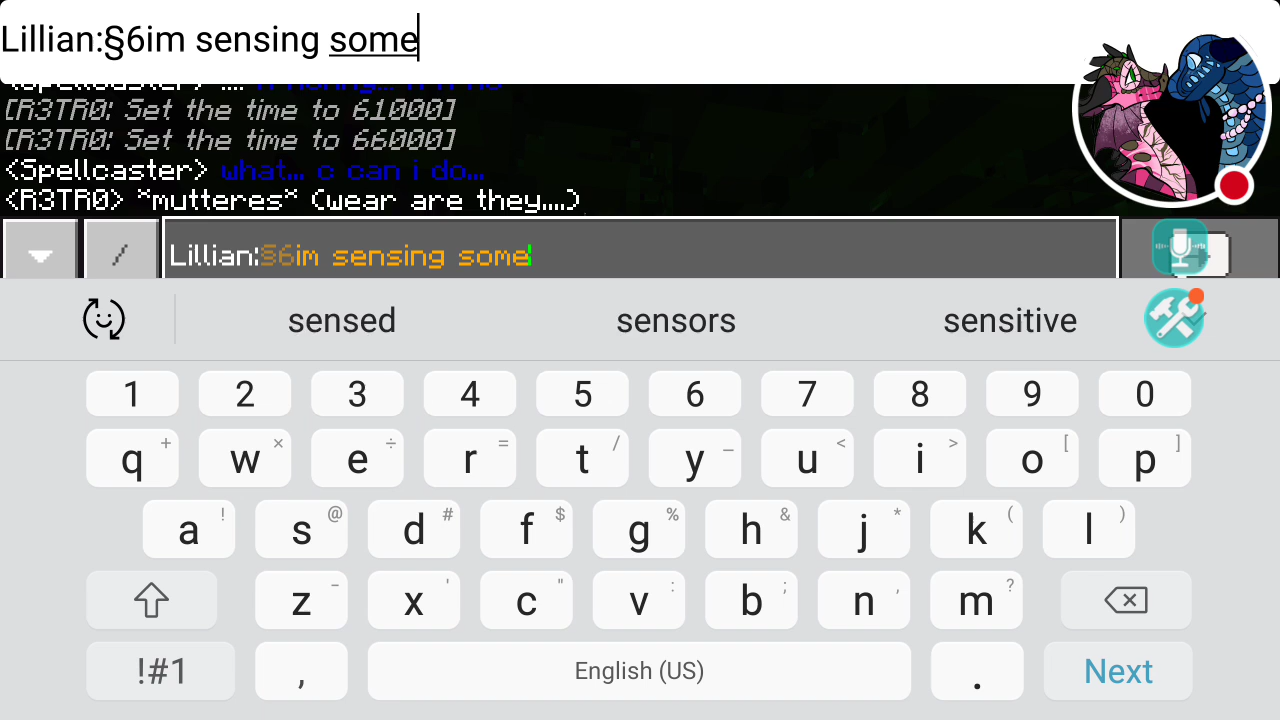 Lillian:§6im sensing some
[R3TR0: Set the time to 61000]
[R3TR0: Set the time to 66000]
<Spellcaster> what... c can i do...
<R3TR0> *mutteres* (wear are they....)
/
Lillian:§6im sensing some
sensed sensors sensitive
1 2 3 4 5 6 7 8 9 0
q + w × e ÷ r = t / y _ u < i > o [ p ]
a ! s @ d # f $ g % h & j * k ( l )
z - x ' c " v : b ; n , m ?
!#1 , English (US) . Next